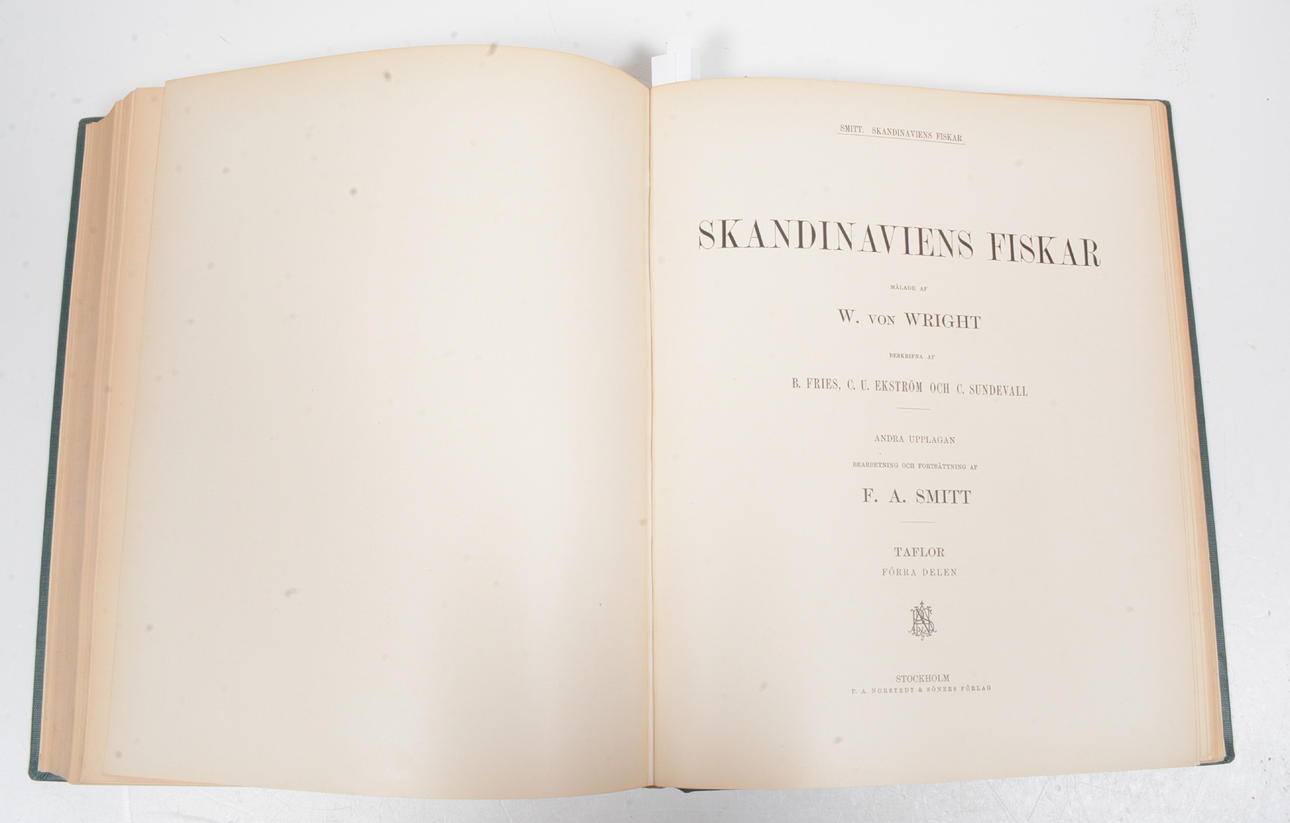 SMITT. SKANDINAVIENS FISKAR
SKANDINAVIENS FISKAR
MÅLADE AF
W. VON WRIGHT
BESKRIFNA AF
B. FRIES, C. U. EKSTRÖM OCH C. SUNDEVALL
ANDRA UPPLAGAN
BEARBETNING OCH FORTSÄTTNING AF
F. A. SMITT
TAFLOR
FÖRRA DELEN
STOCKHOLM
P. A. NORSTEDT & SÖNERS FÖRLAG